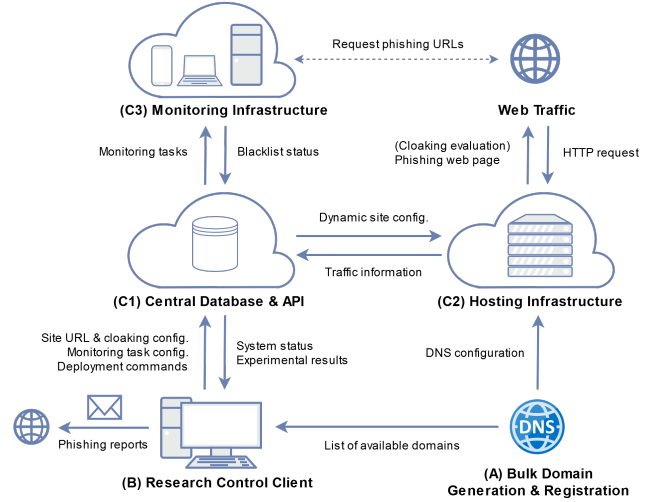 Request phishing URLs
(C3) Monitoring Infrastructure
Web Traffic
Monitoring tasks
Blacklist status
(Cloaking evaluation)
Phishing web page
HTTP request
Dynamic site config.
Traffic information
(C1) Central Database & API
(C2) Hosting Infrastructure
Site URL & cloaking config.
Monitoring task config.
Deployment commands
System status
Experimental results
DNS configuration
DNS
Phishing reports
List of available domains
(B) Research Control Client
(A) Bulk Domain
Generation & Registration